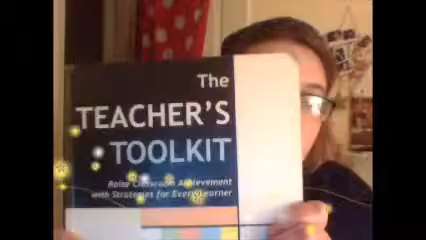 The
TEACHER'S
TOOLKIT
Raise Classroom Achievement
with Strategies for Every Learner